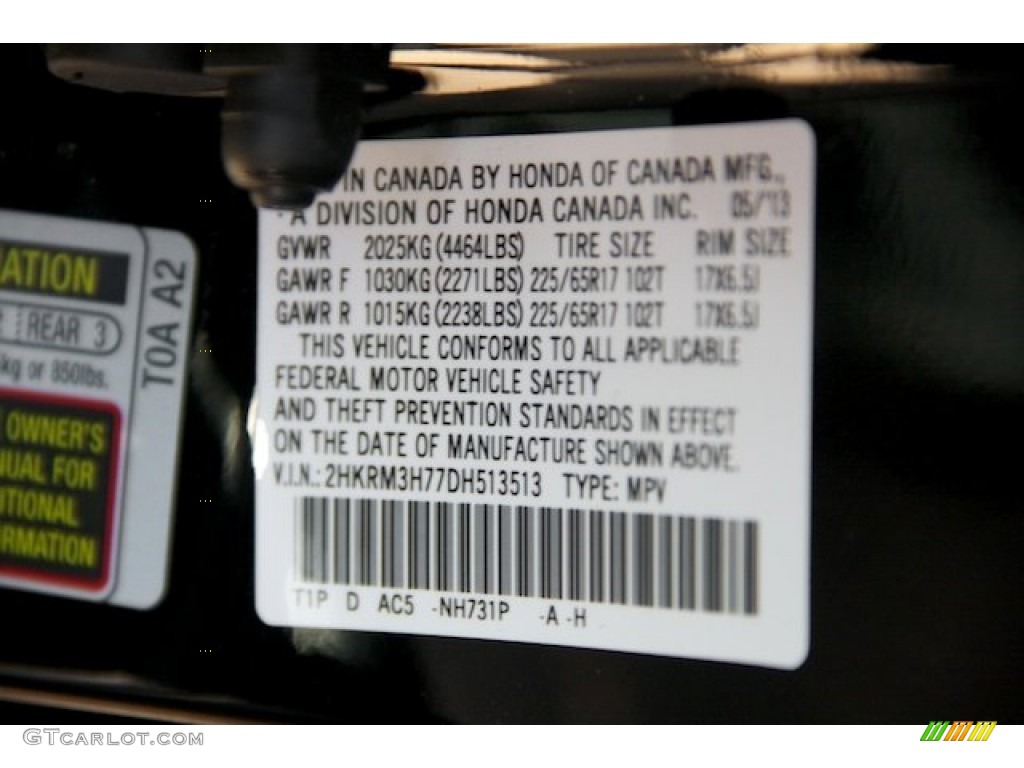 IN CANADA BY HONDA OF CANADA MFG.,
A DIVISION OF HONDA CANADA INC. 05/'13
GVWR 2025KG (4464LBS) TIRE SIZE RIM SIZE
GAWR F 1030KG (2271LBS) 225/65R17 102T 17X6.5J
GAWR R 1015KG (2238LBS) 225/65R17 102T 17X6.5J
THIS VEHICLE CONFORMS TO ALL APPLICABLE
FEDERAL MOTOR VEHICLE SAFETY
AND THEFT PREVENTION STANDARDS IN EFFECT
ON THE DATE OF MANUFACTURE SHOWN ABOVE.
V.I.N.: 2HKRM3H77DH513513 TYPE: MPV
T1P D AC5 -NH731P -A -H
ATION
REAR 3
kg or 850lbs.
OWNER'S
UAL FOR
ITIONAL
RMATION
T0A A2
GTCARLOT.COM